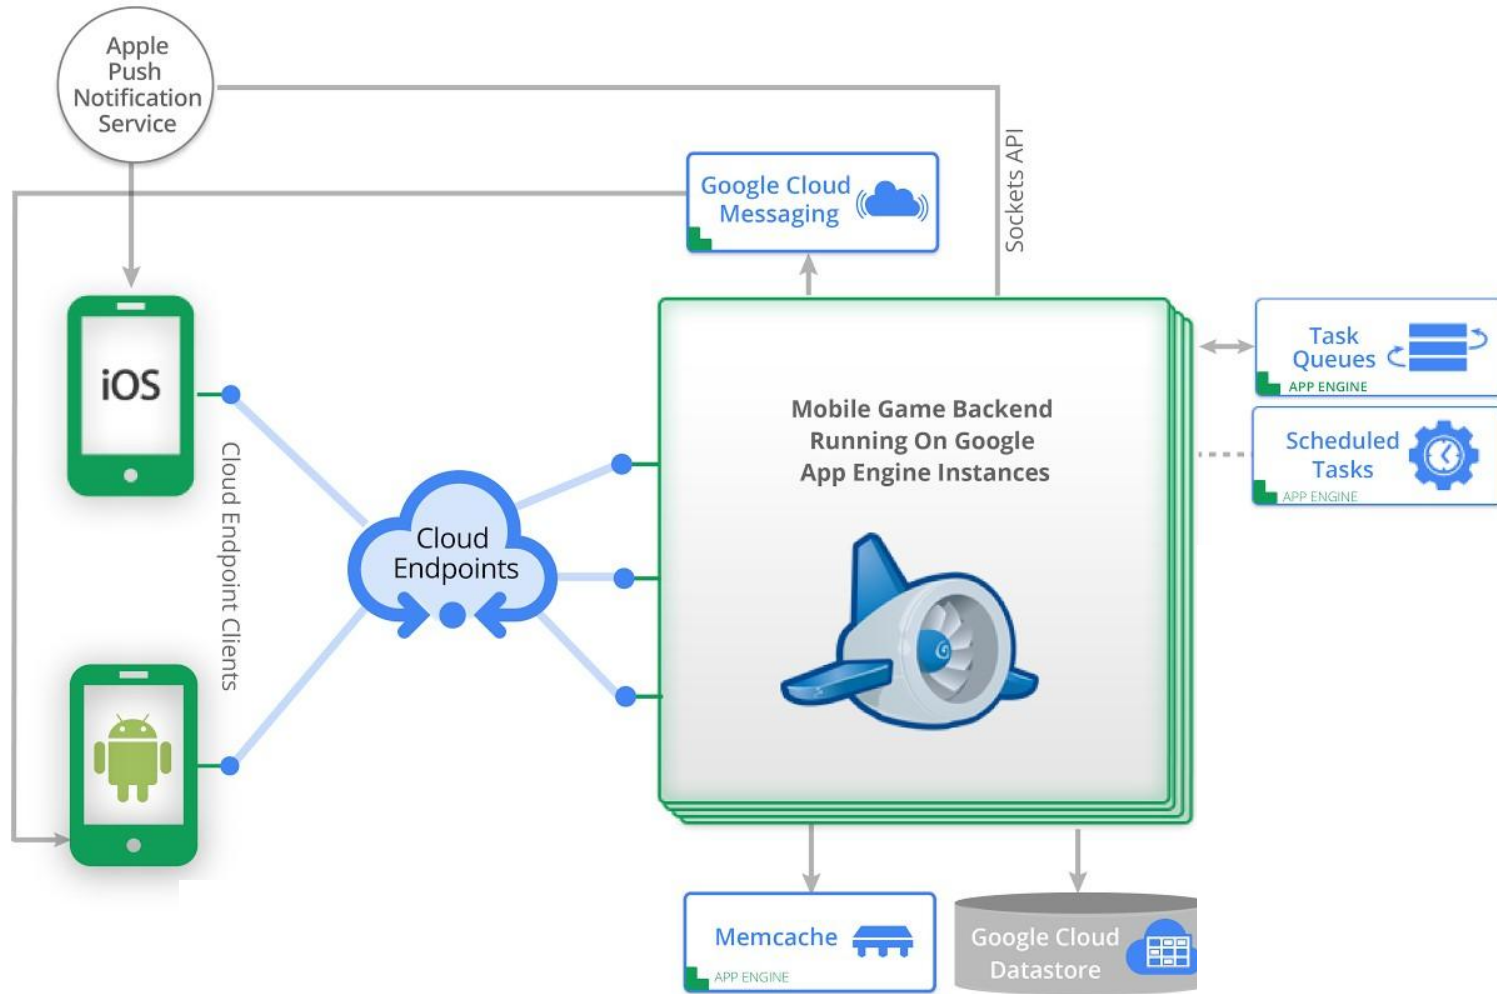 Apple
Push
Notification
Service
Sockets API
Google Cloud
Messaging
iOS
Cloud Endpoint Clients
Cloud
Endpoints
Mobile Game Backend
Running On Google
App Engine Instances
Task
Queues
APP ENGINE
Scheduled
Tasks
APP ENGINE
Memcache
APP ENGINE
Google Cloud
Datastore